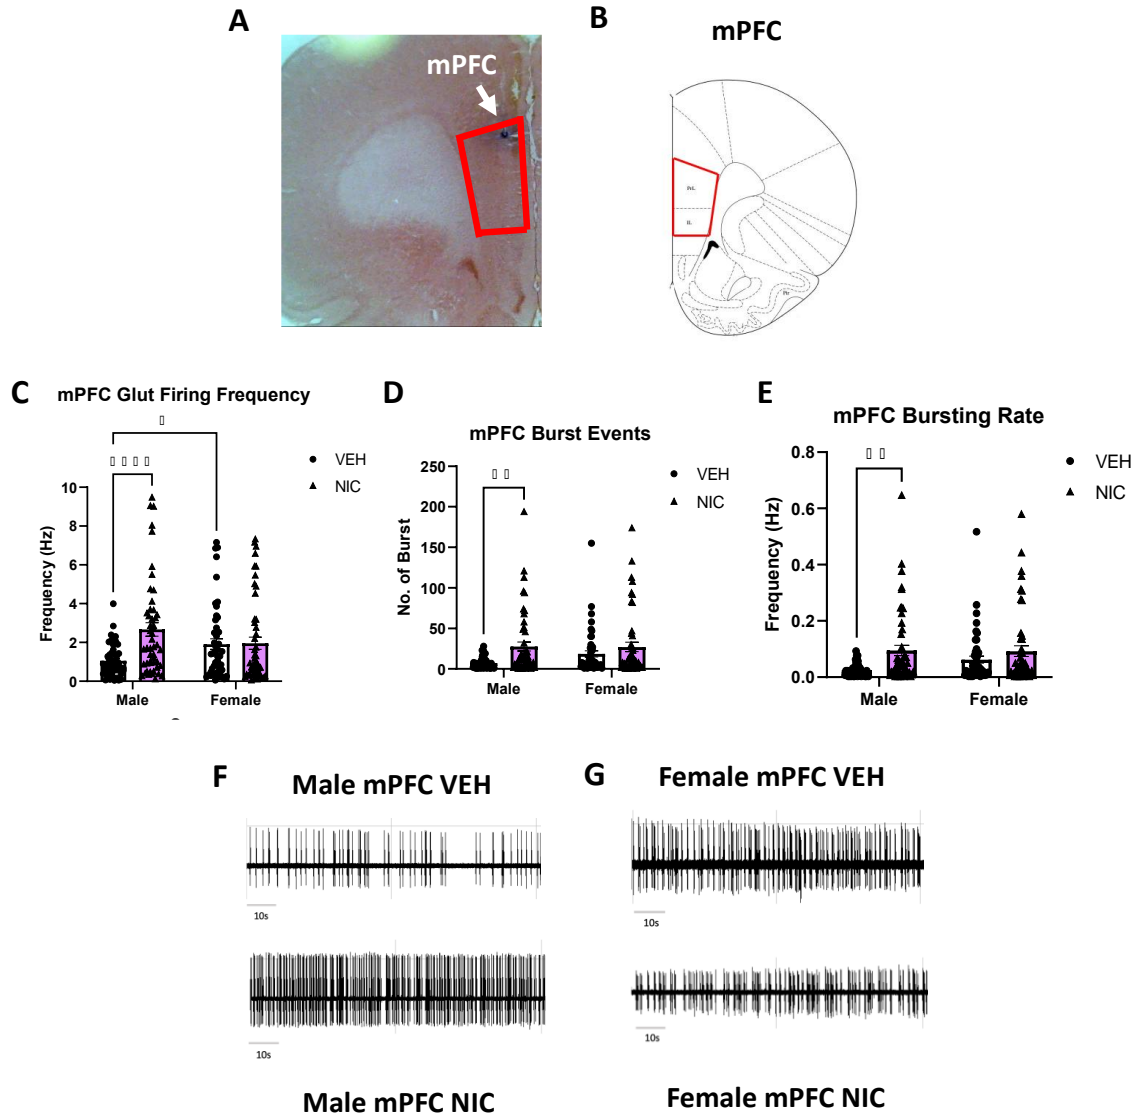 A
mPFC
B
mPFC
PrL
IL
Pir
C
mPFC Glut Firing Frequency
VEH
NIC
Frequency (Hz)
10
8
6
4
2
0
Male
Female
D
mPFC Burst Events
VEH
NIC
No. of Burst
250
200
150
100
50
0
Male
Female
E
mPFC Bursting Rate
VEH
NIC
Frequency (Hz)
0.8
0.6
0.4
0.2
0.0
Male
Female
F
Male mPFC VEH
10s
10s
Male mPFC NIC
G
Female mPFC VEH
10s
10s
Female mPFC NIC